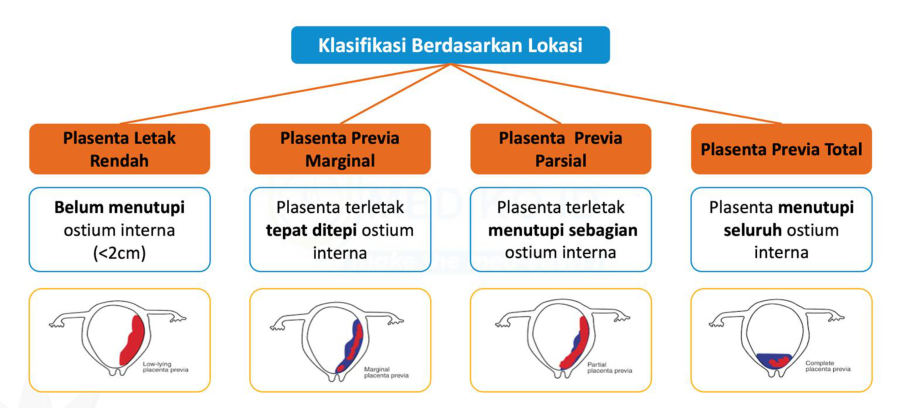 Klasifikasi Berdasarkan Lokasi
Plasenta Letak
Rendah
Belum menutupi
ostium interna
(<2cm)
Low-lying
placenta previa
Plasenta Previa
Marginal
Plasenta terletak
tepat ditepi ostium
interna
Marginal
placenta previa
Plasenta  Previa
Parsial
Plasenta terletak
menutupi sebagian
ostium interna
Partial
placenta previa
Plasenta Previa Total
Plasenta menutupi
seluruh ostium
interna
Complete
placenta previa